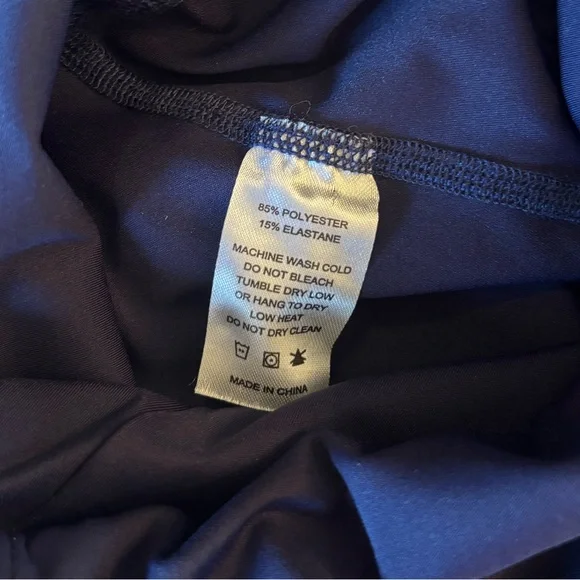 85% POLYESTER
15% ELASTANE
MACHINE WASH COLD
DO NOT BLEACH
TUMBLE DRY LOW
OR HANG TO DRY
LOW HEAT
DO NOT DRY CLEAN
MADE IN CHINA